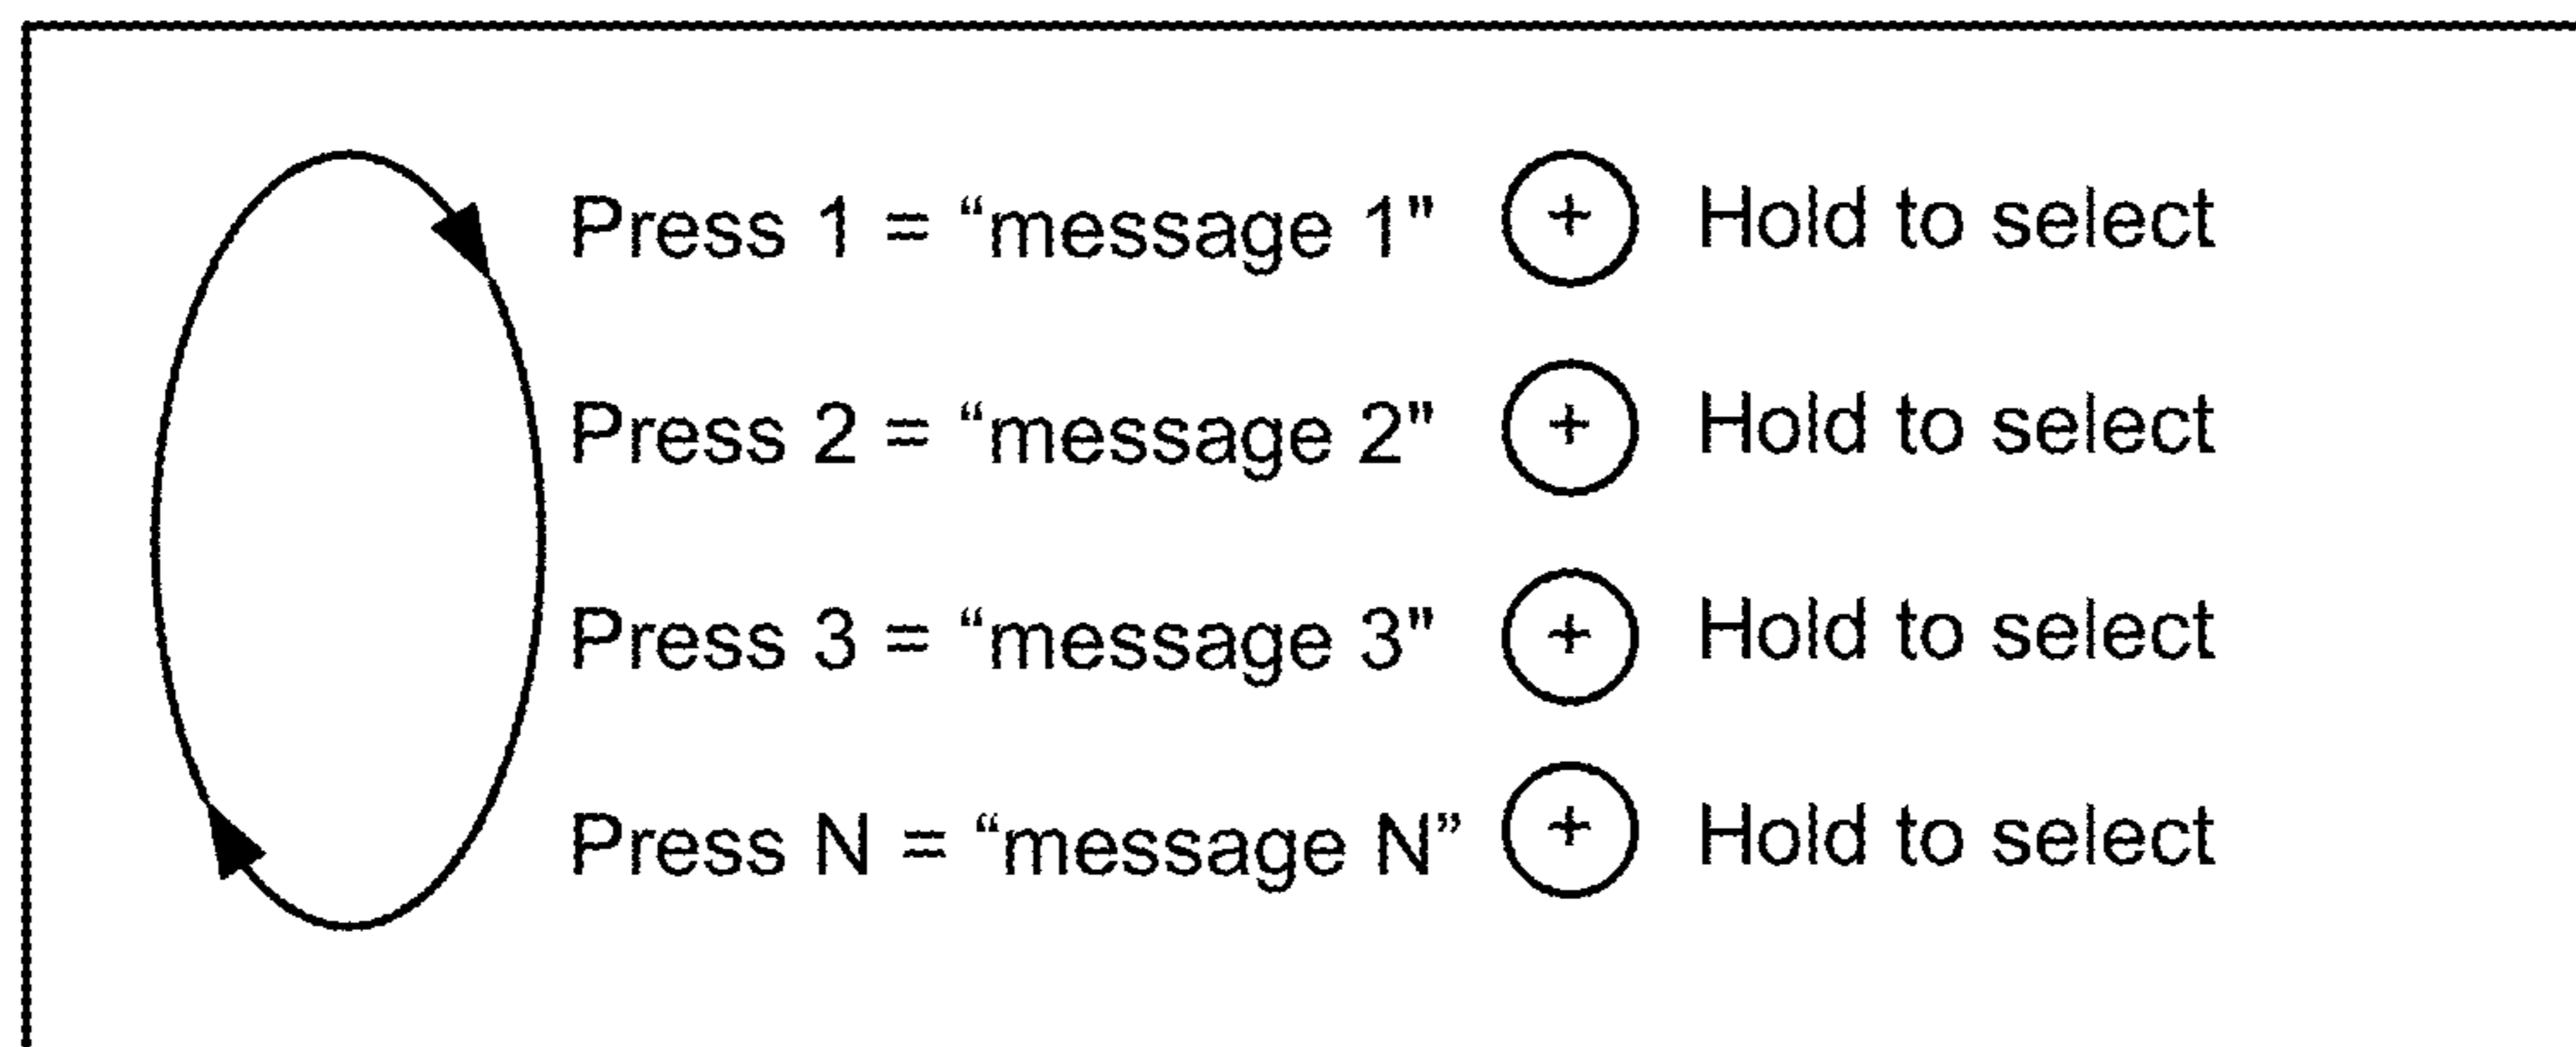 Press 1 = “message 1" + Hold to select
Press 2 = “message 2" + Hold to select
Press 3 = “message 3" + Hold to select
Press N = “message N” + Hold to select